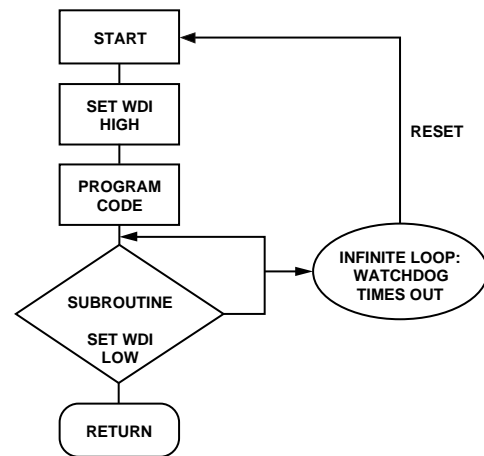 START
SET WDI
HIGH
RESET
PROGRAM
CODE
INFINITE LOOP:
WATCHDOG
TIMES OUT
SUBROUTINE
SET WDI
LOW
RETURN